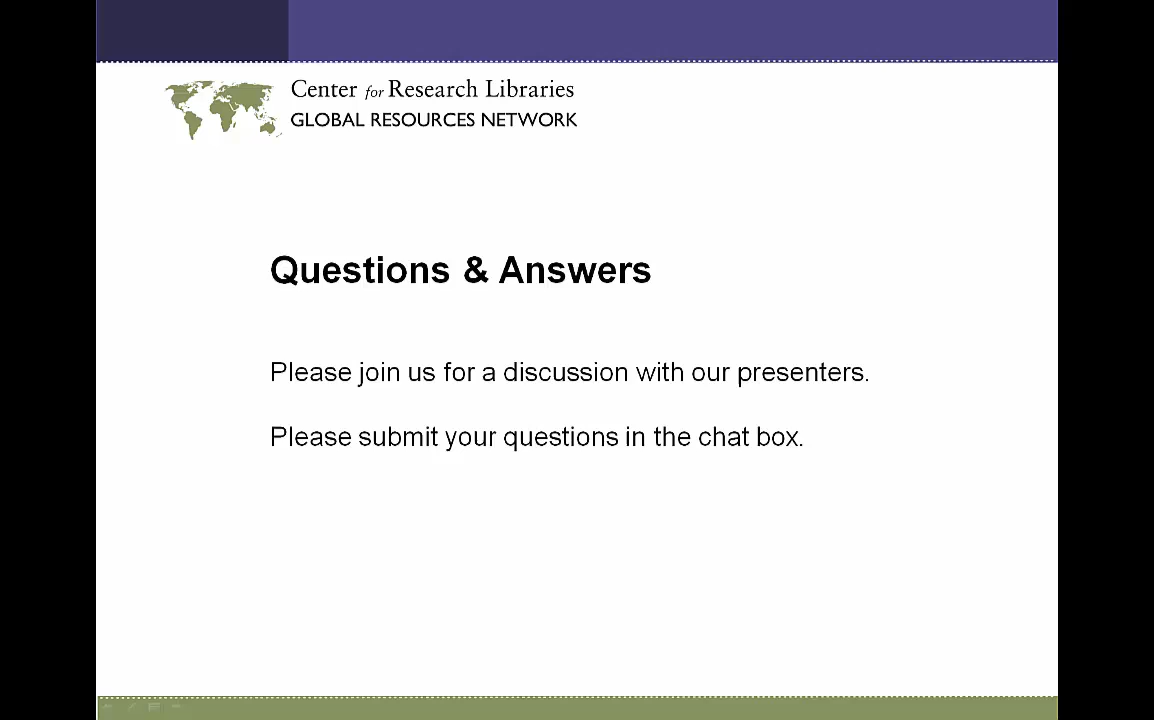 Center for Research Libraries
GLOBAL RESOURCES NETWORK
Questions & Answers
Please join us for a discussion with our presenters.
Please submit your questions in the chat box.